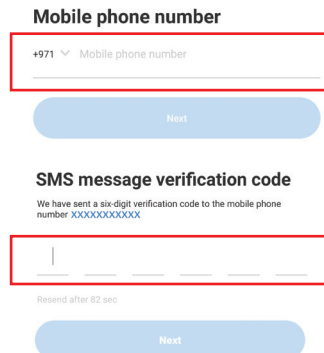 Mobile phone number
+971 Mobile phone number
Next
SMS message verification code
We have sent a six-digit verification code to the mobile phone
number XXXXXXXXXXX
Resend after 82 sec
Next